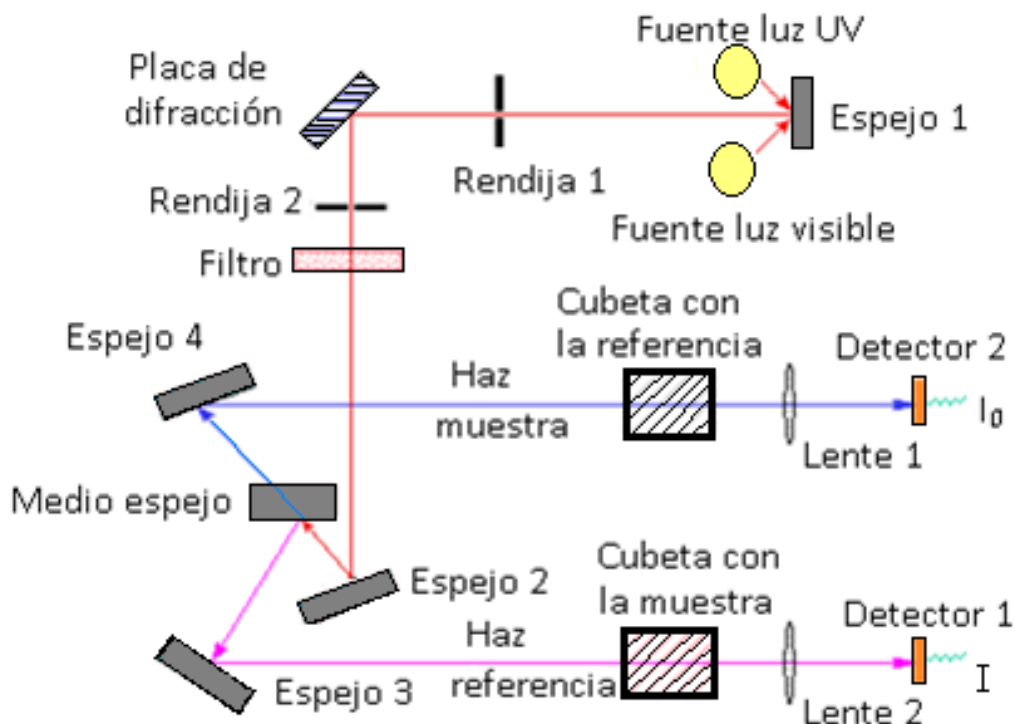 Fuente luz UV
Placa de
difracción
Espejo 1
Rendija 1
Rendija 2
Fuente luz visible
Filtro
Cubeta con
la referencia
Espejo 4
Detector 2
Haz
muestra
I₀
Lente 1
Medio espejo
Cubeta con
la muestra
Espejo 2
Detector 1
Haz
referencia
I
Espejo 3
Lente 2